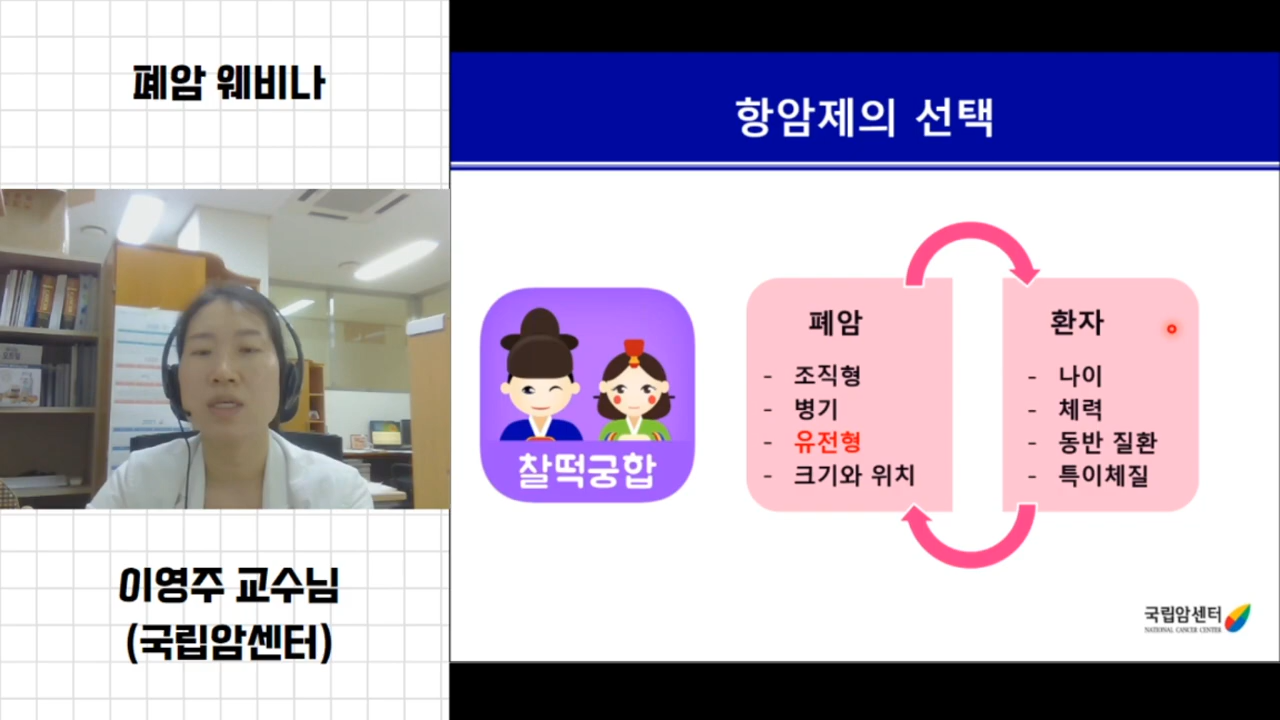 폐암 웨비나
이영주 교수님
(국립암센터)
항암제의 선택
찰떡궁합
폐암
- 조직형
- 병기
- 유전형
- 크기와 위치
환자
- 나이
- 체력
- 동반 질환
- 특이체질
국립암센터
NATIONAL CANCER CENTER